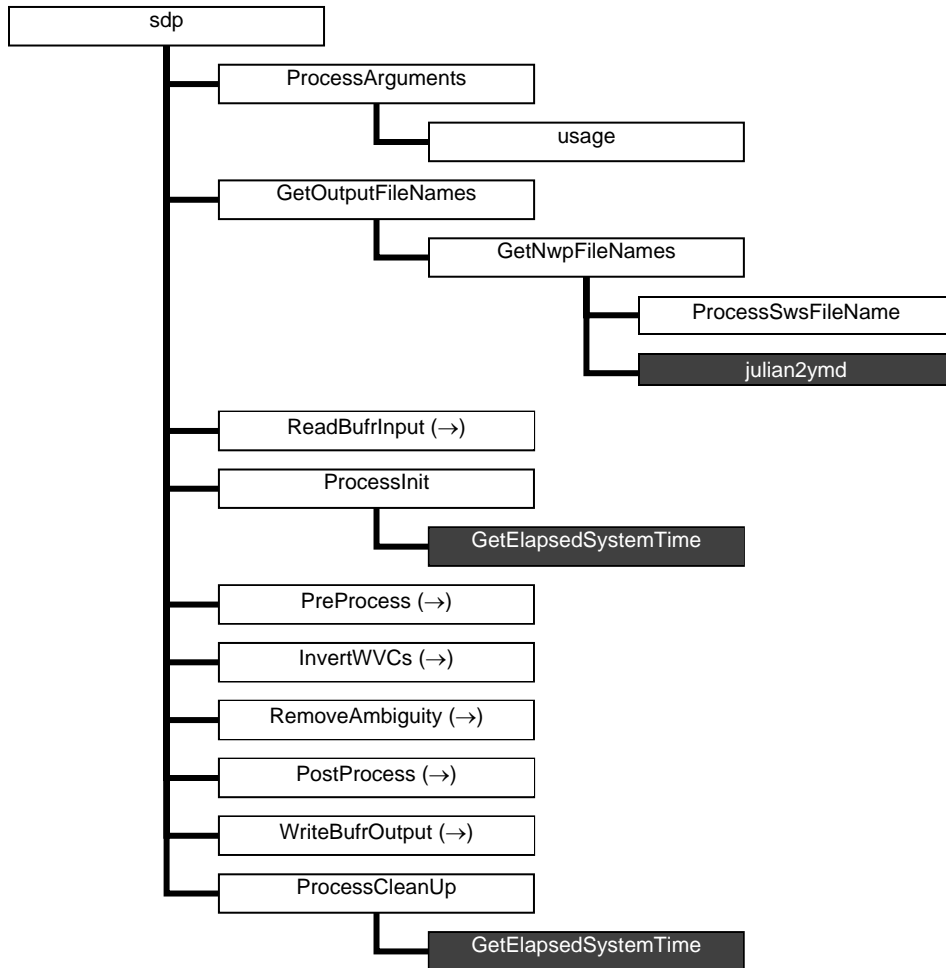 sdp
ProcessArguments
usage
GetOutputFileNames
GetNwpFileNames
ProcessSwsFileName
julian2ymd
ReadBufrInput (→)
ProcessInit
GetElapsedSystemTime
PreProcess (→)
InvertWVCs (→)
RemoveAmbiguity (→)
PostProcess (→)
WriteBufrOutput (→)
ProcessCleanUp
GetElapsedSystemTime